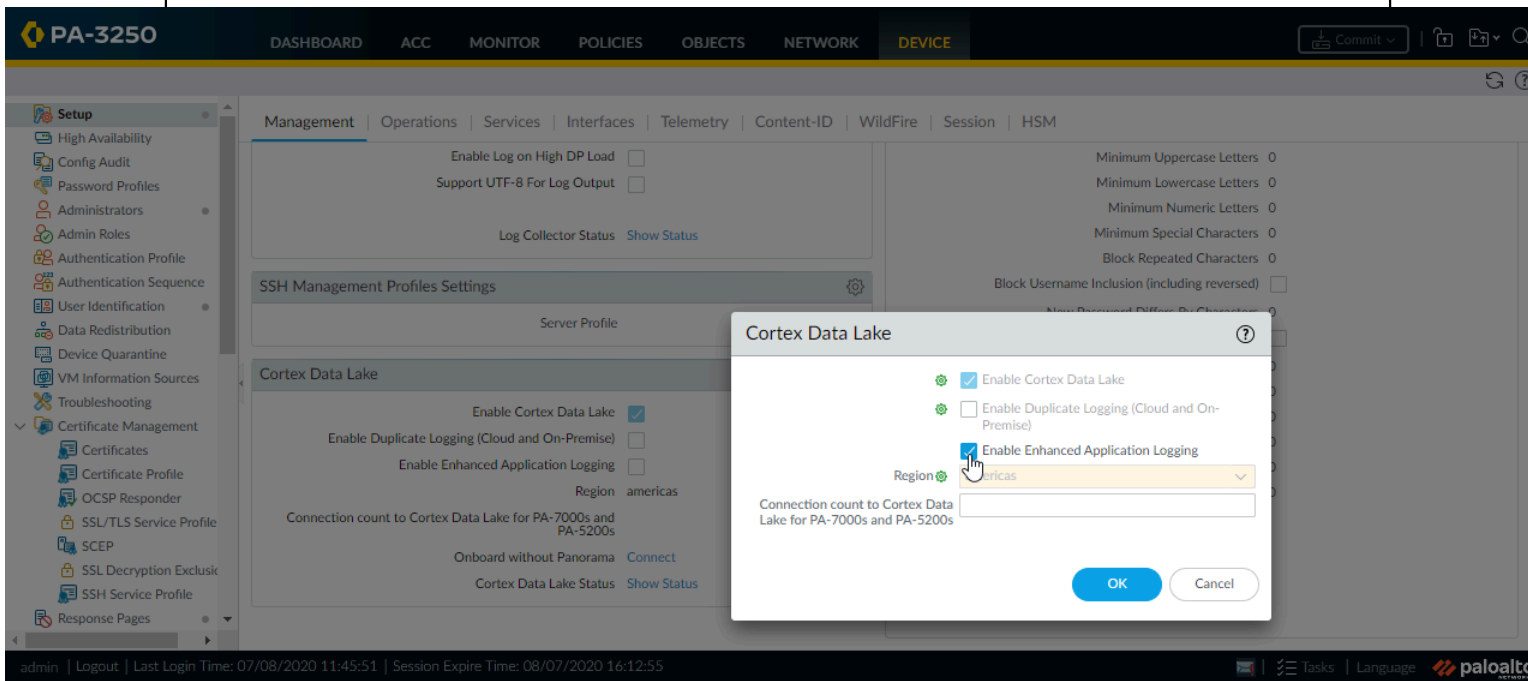 PA-3250
DASHBOARD ACC MONITOR POLICIES OBJECTS NETWORK DEVICE
Commit
Setup
High Availability
Config Audit
Password Profiles
Administrators
Admin Roles
Authentication Profile
Authentication Sequence
User Identification
Data Redistribution
Device Quarantine
VM Information Sources
Troubleshooting
Certificate Management
Certificates
Certificate Profile
OCSP Responder
SSL/TLS Service Profile
SCEP
SSL Decryption Exclusic
SSH Service Profile
Response Pages
Management | Operations | Services | Interfaces | Telemetry | Content-ID | WildFire | Session | HSM
Enable Log on High DP Load
Support UTF-8 For Log Output
Log Collector Status Show Status
SSH Management Profiles Settings
Server Profile
Cortex Data Lake
Enable Cortex Data Lake
Enable Duplicate Logging (Cloud and On-Premise)
Enable Enhanced Application Logging
Region americas
Connection count to Cortex Data Lake for PA-7000s and
PA-5200s
Onboard without Panorama Connect
Cortex Data Lake Status Show Status
Minimum Uppercase Letters 0
Minimum Lowercase Letters 0
Minimum Numeric Letters 0
Minimum Special Characters 0
Block Repeated Characters 0
Block Username Inclusion (including reversed)
New Password Differs By Characters 0
Cortex Data Lake
Enable Cortex Data Lake
Enable Duplicate Logging (Cloud and On-
Premise)
Enable Enhanced Application Logging
Region americas
Connection count to Cortex Data
Lake for PA-7000s and PA-5200s
OK Cancel
admin | Logout | Last Login Time: 07/08/2020 11:45:51 | Session Expire Time: 08/07/2020 16:12:55
Tasks | Language paloalto